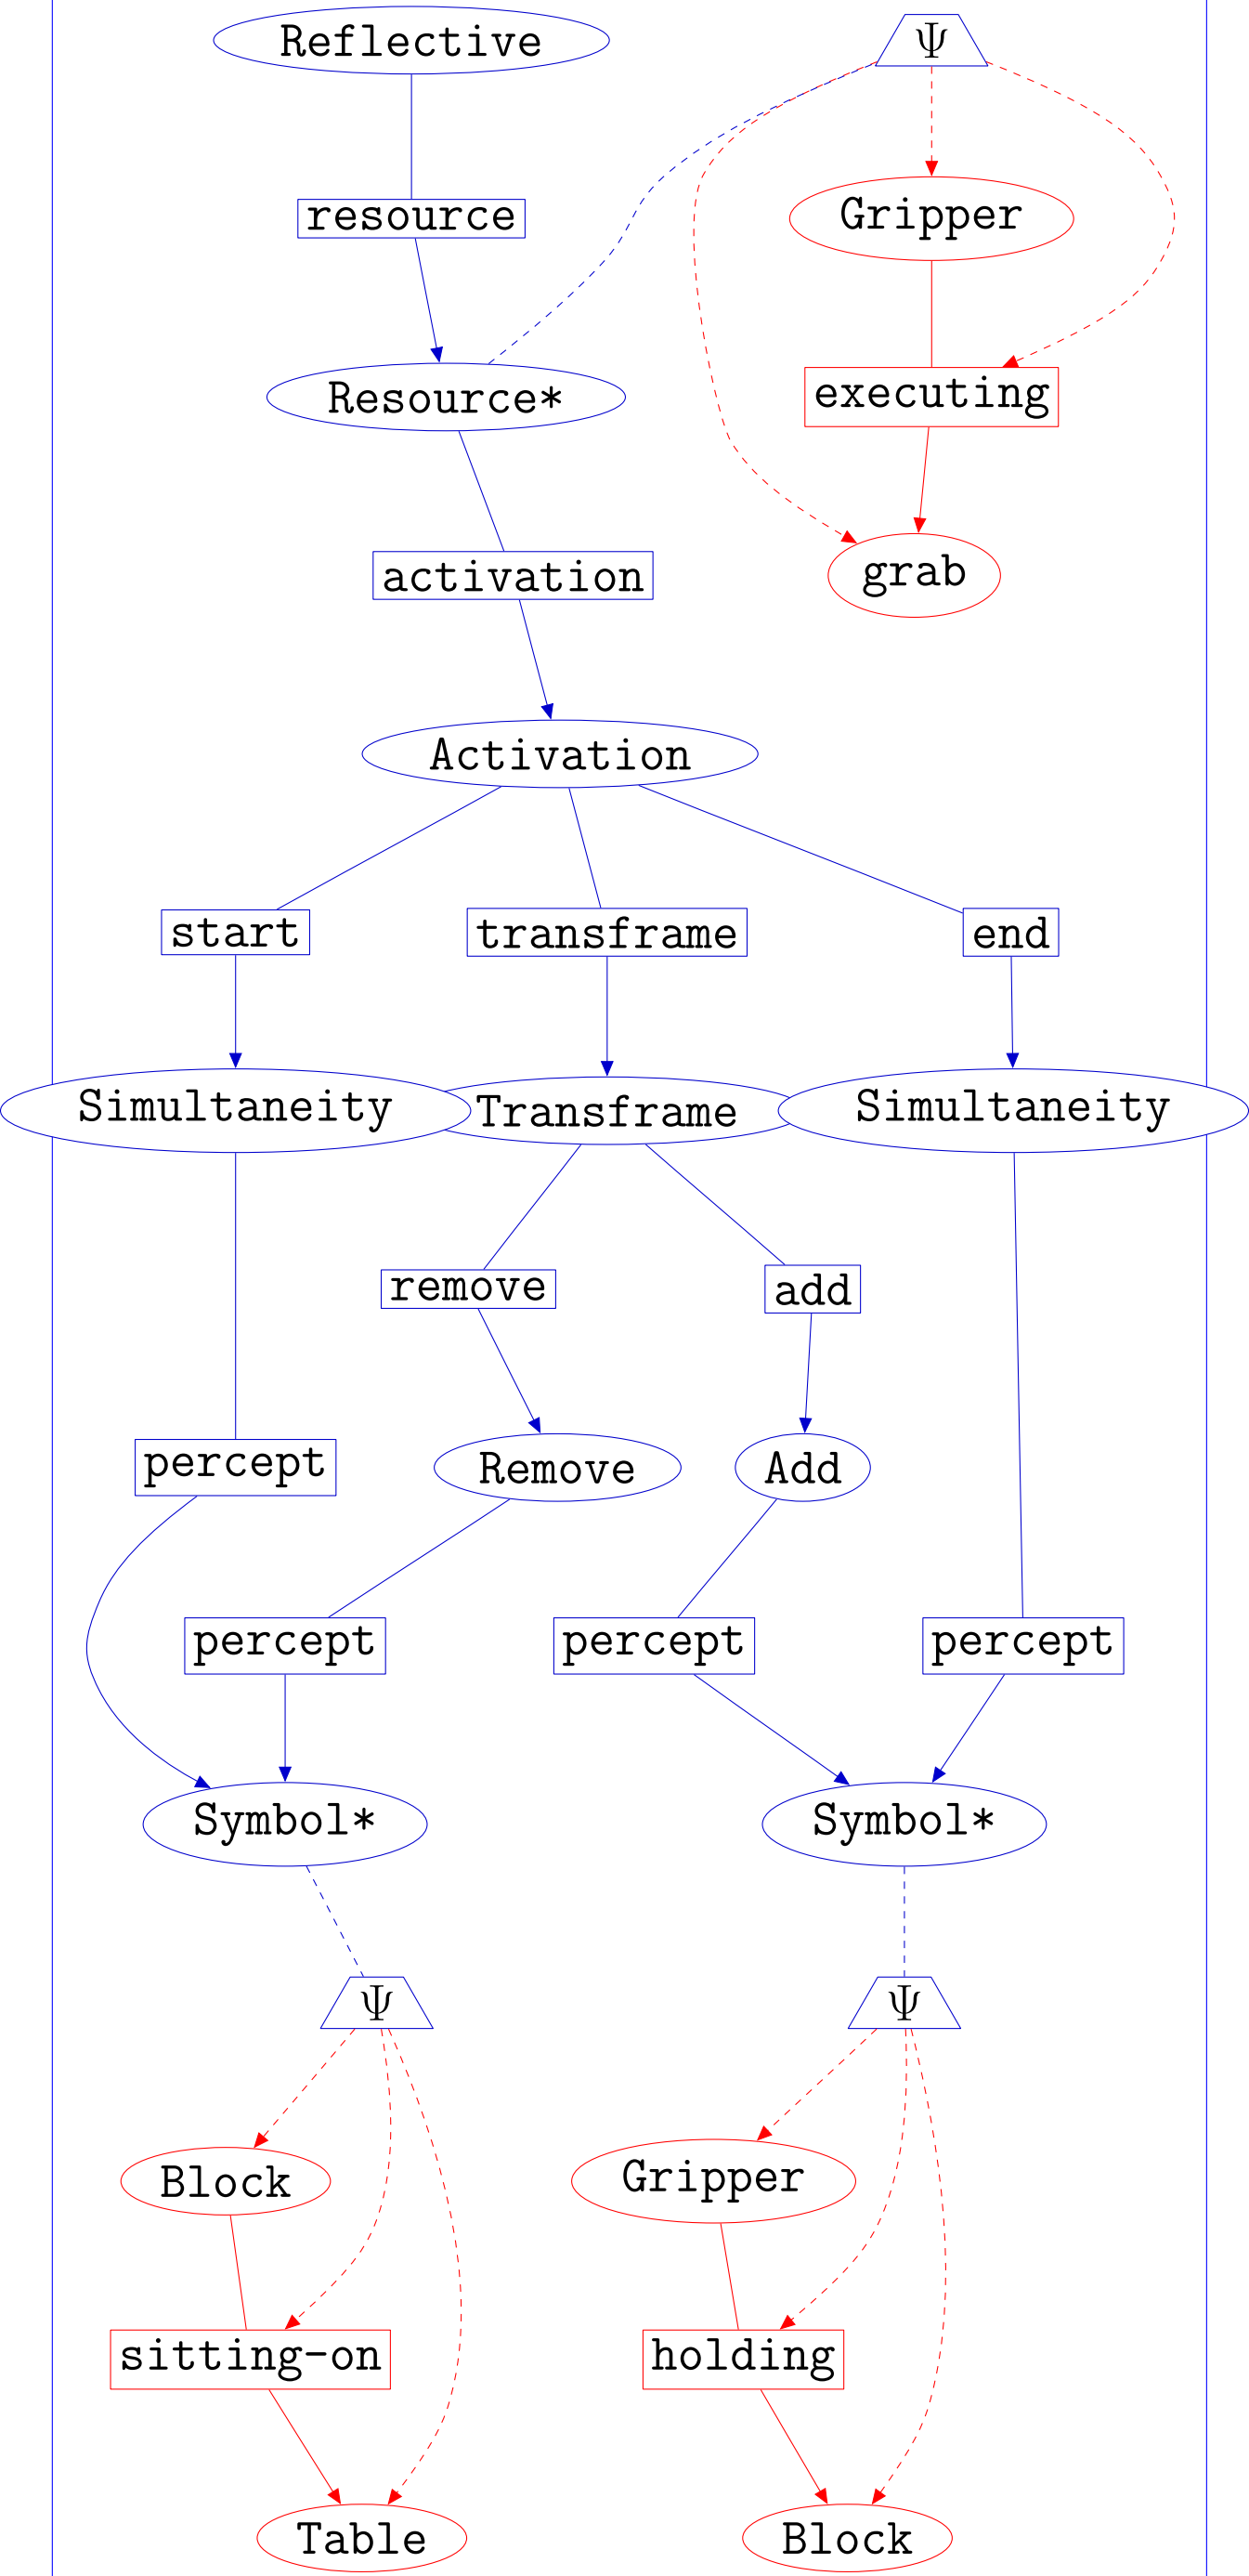 Reflective
Ψ
resource
Gripper
Resource*
executing
activation
grab
Activation
start
transframe
end
Simultaneity
Transframe
Simultaneity
remove
add
percept
Remove
Add
percept
percept
percept
Symbol*
Symbol*
Ψ
Ψ
Block
Gripper
sitting-on
holding
Table
Block